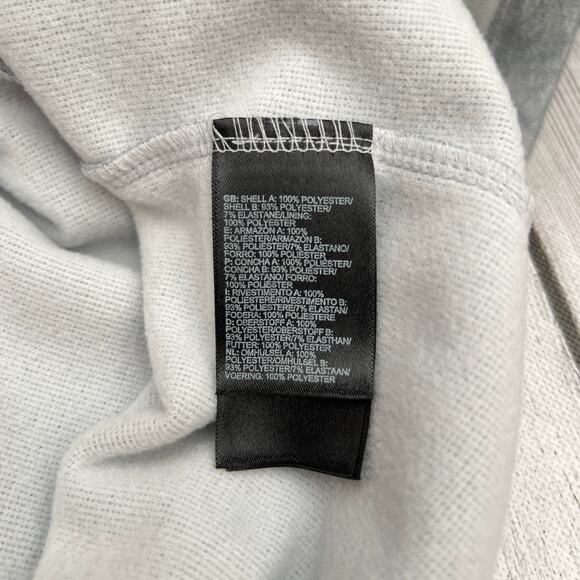 GB: SHELL A: 100% POLYESTER/
SHELL B: 93% POLYESTER/
7% ELASTANE/LINING:
100% POLYESTER
E: ARMAZÓN A: 100%
POLIÉSTER/ARMAZÓN B:
93% POLIÉSTER/7% ELASTANO/
FORRO: 100% POLIÉSTER
P: CONCHA A: 100% POLIESTER/
CONCHA B: 93% POLIESTER/
7% ELASTANO/ FORRO:
100% POLIESTER
I: RIVESTIMENTO A: 100%
POLIESTERE/RIVESTIMENTO B:
93% POLIESTERE/7% ELASTAN/
FODERA: 100% POLIESTERE
D: OBERSTOFF A: 100%
POLYESTER/OBERSTOFF B:
93% POLYESTER/7% ELASTHAN/
FUTTER: 100% POLYESTER
NL: OMHULSEL A: 100%
POLYESTER/OMHULSEL B:
93% POLYESTER/7% ELASTAAN/
VOERING: 100% POLYESTER